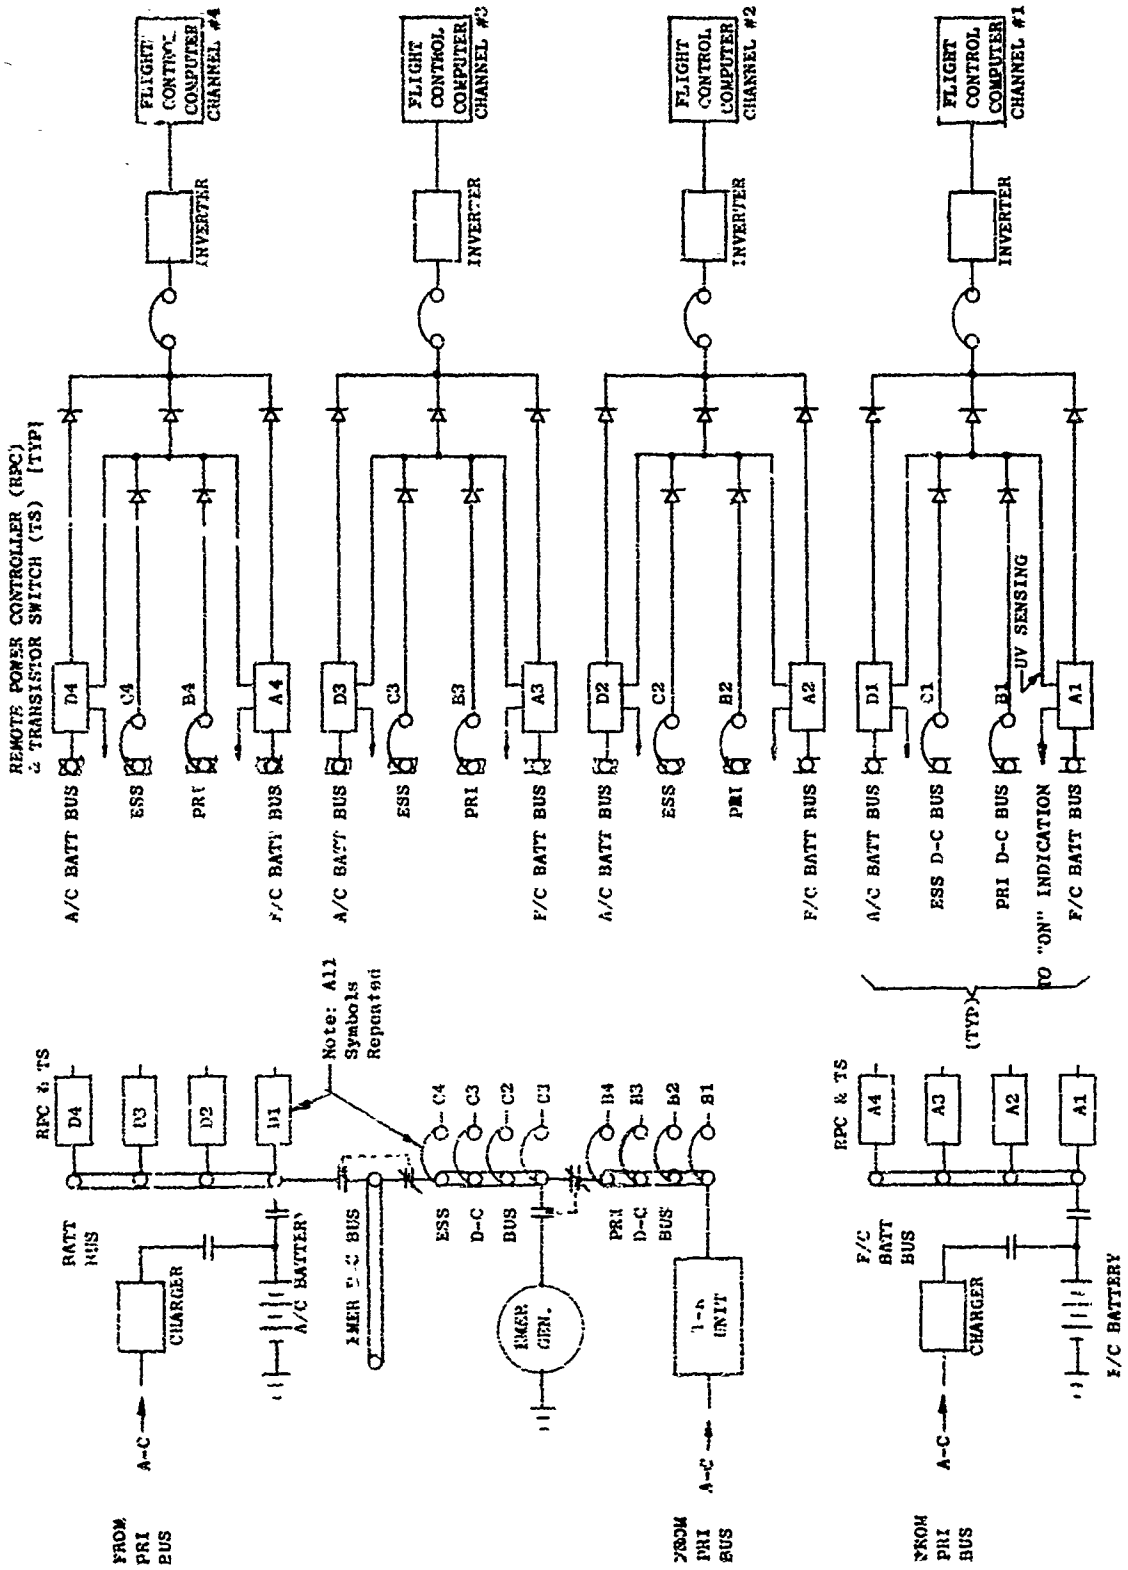 REMOTE POWER CONTROLLER (RPC)
& TRANSISTOR SWITCH (TS) [TYP]
A/C BATT BUS
D4
ESS
C4
PRI
B4
F/C BATT BUS
A4
INVERTER
FLIGHT
CONTROL
COMPUTER
CHANNEL #4
A/C BATT BUS
D3
ESS
C3
PRI
B3
F/C BATT BUS
A3
INVERTER
FLIGHT
CONTROL
COMPUTER
CHANNEL #3
A/C BATT BUS
D2
ESS
C2
PRI
B2
F/C BATT BUS
A2
INVERTER
FLIGHT
CONTROL
COMPUTER
CHANNEL #2
A/C BATT BUS
D1
ESS D-C BUS
C1
PRI D-C BUS
B1
UV SENSING
TO "ON" INDICATION
F/C BATT BUS
A1
INVERTER
FLIGHT
CONTROL
COMPUTER
CHANNEL #1
(TYP)
RPC & TS
D4
D3
D2
D1
Note: All
Symbols
Repeated
BATT
BUS
CHARGER
A/C BATTERY
A-C
FROM
PRI
BUS
EMER D-C BUS
C4
C3
C2
C1
ESS
D-C
BUS
EMER
GEN.
B4
B3
B2
B1
PRI
D-C
BUS
UNIT
A-C
FROM
PRI
BUS
RPC & TS
A4
A3
A2
A1
F/C
BATT
BUS
CHARGER
F/C BATTERY
A-C
FROM
PRI
BUS